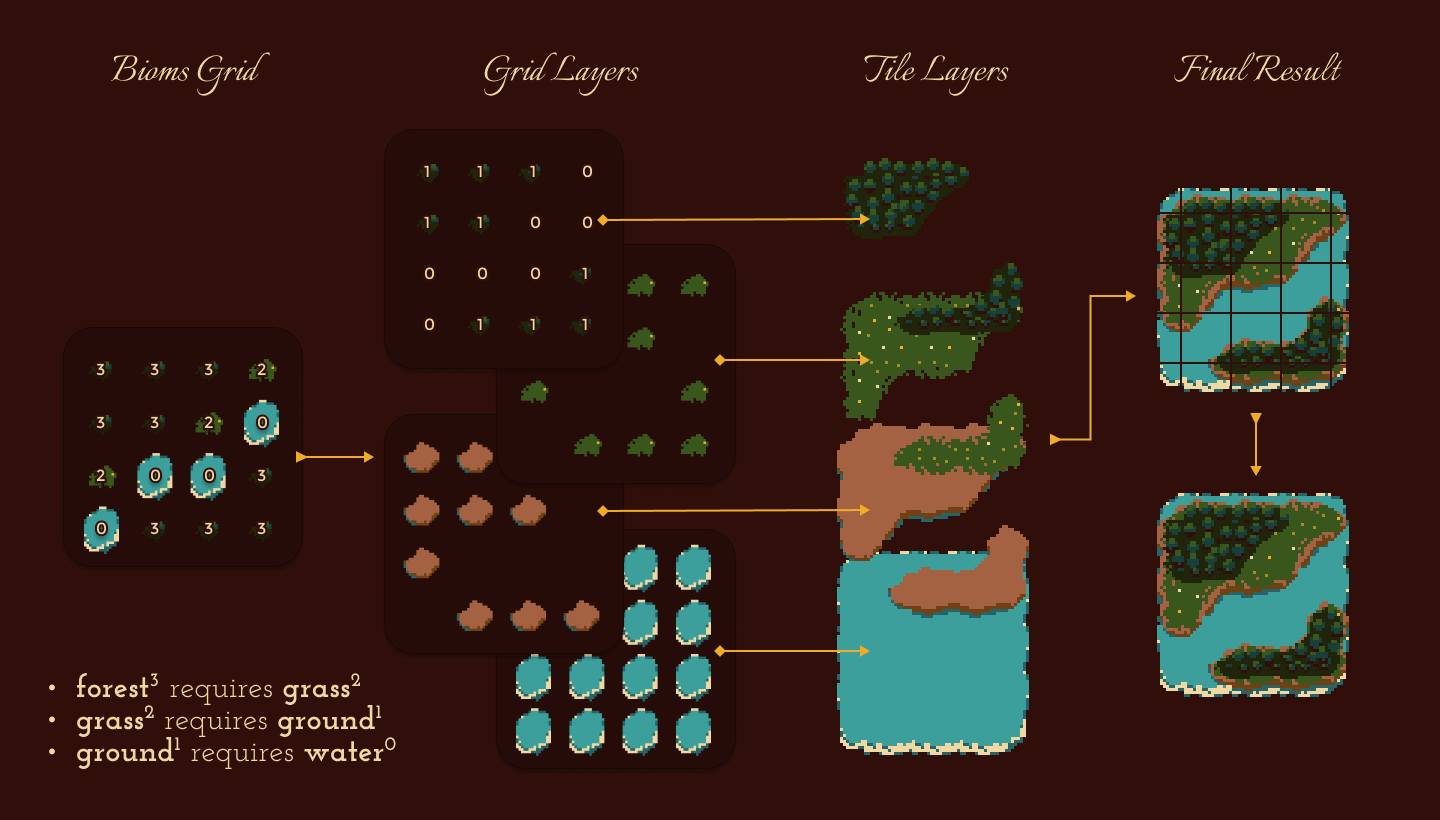 Bioms Grid
Grid Layers
Tile Layers
Final Result
1 1 1 0
1 1 0 0
0 0 0 1
0 1 1 1
3 3 3 2
3 3 2 0
2 0 0 3
0 3 3 3
• forest³ requires grass²
• grass² requires ground¹
• ground¹ requires water⁰